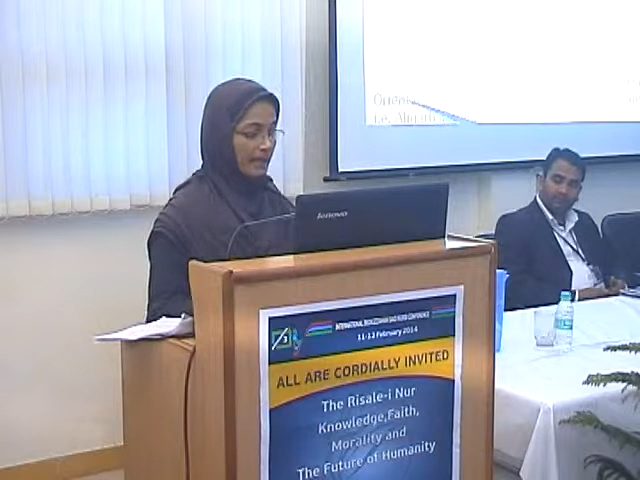 lenovo
INTERNATIONAL BEDIUZZAMAN SAID NURSI CONFERENCE
11-12 February 2014
ALL ARE CORDIALLY INVITED
The Risale-i Nur
Knowledge,Faith,
Morality and
The Future of Humanity